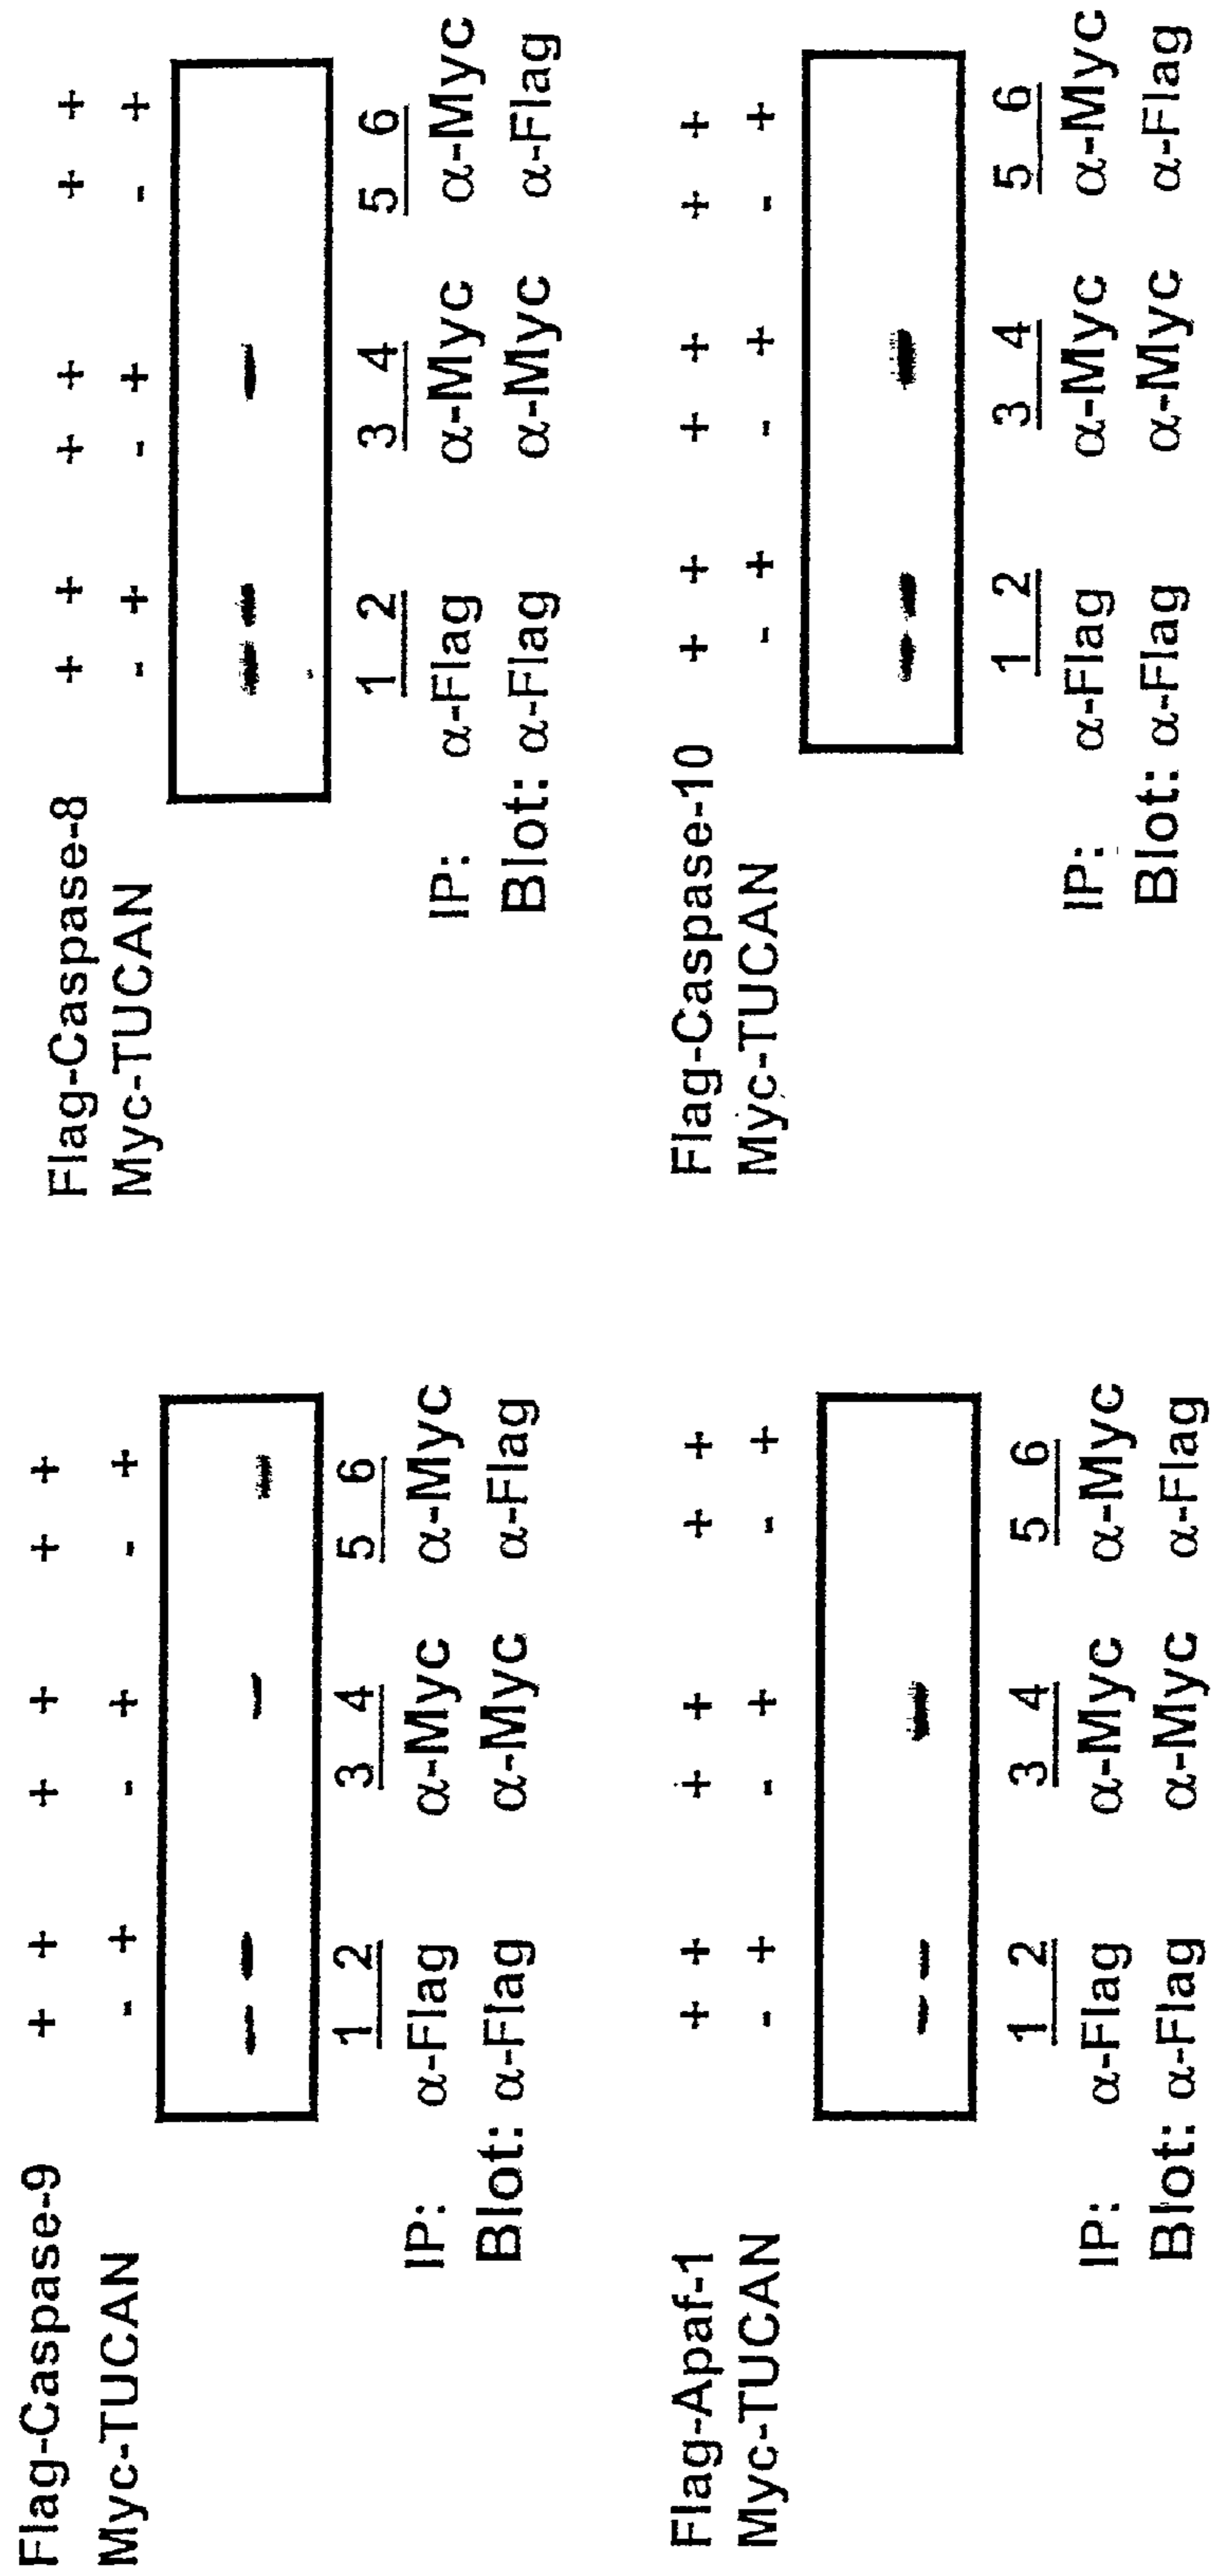 Flag-Caspase-9 + + + + + +
Myc-TUCAN - + - + - +
1 2 3 4 5 6
IP: α-Flag α-Myc α-Myc
Blot: α-Flag α-Myc α-Flag
Flag-Caspase-8 + + + + + +
Myc-TUCAN - + - + - +
1 2 3 4 5 6
IP: α-Flag α-Myc α-Myc
Blot: α-Flag α-Myc α-Flag
Flag-Apaf-1 + + + + + +
Myc-TUCAN - + - + - +
1 2 3 4 5 6
IP: α-Flag α-Myc α-Myc
Blot: α-Flag α-Myc α-Flag
Flag-Caspase-10 + + + + + +
Myc-TUCAN - + - + - +
1 2 3 4 5 6
IP: α-Flag α-Myc α-Myc
Blot: α-Flag α-Myc α-Flag